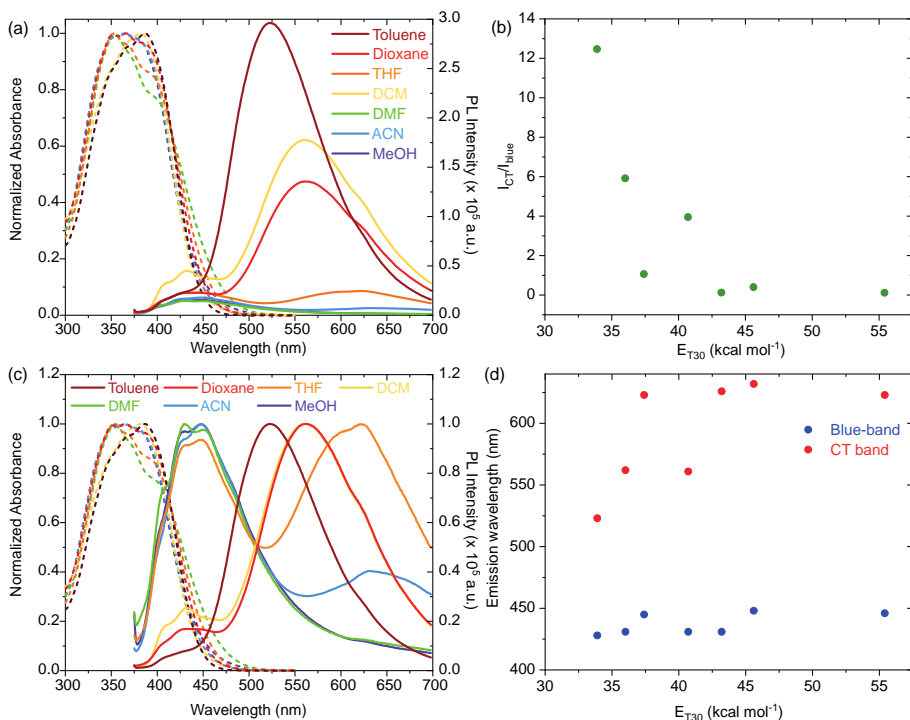 (a)
Normalized Absorbance
1.0
0.8
0.6
0.4
0.2
0.0
300 350 400 450 500 550 600 650 700
Wavelength (nm)
3.0
2.5
2.0
1.5
1.0
0.5
0.0
PL Intensity (x 10⁵ a.u.)
Toluene
Dioxane
THF
DCM
DMF
ACN
MeOH
(b)
I_CT/I_blue
12
10
8
6
4
2
0
30 35 40 45 50 55
E_T30 (kcal mol⁻¹)
(c)
Toluene Dioxane THF DCM
DMF ACN MeOH
Normalized Absorbance
1.2
1.0
0.8
0.6
0.4
0.2
0.0
300 350 400 450 500 550 600 650 700
Wavelength (nm)
1.2
1.0
0.8
0.6
0.4
0.2
0.0
PL Intensity (x 10⁵ a.u.)
(d)
Blue-band
CT band
Emission wavelength (nm)
600
550
500
450
400
30 35 40 45 50 55
E_T30 (kcal mol⁻¹)